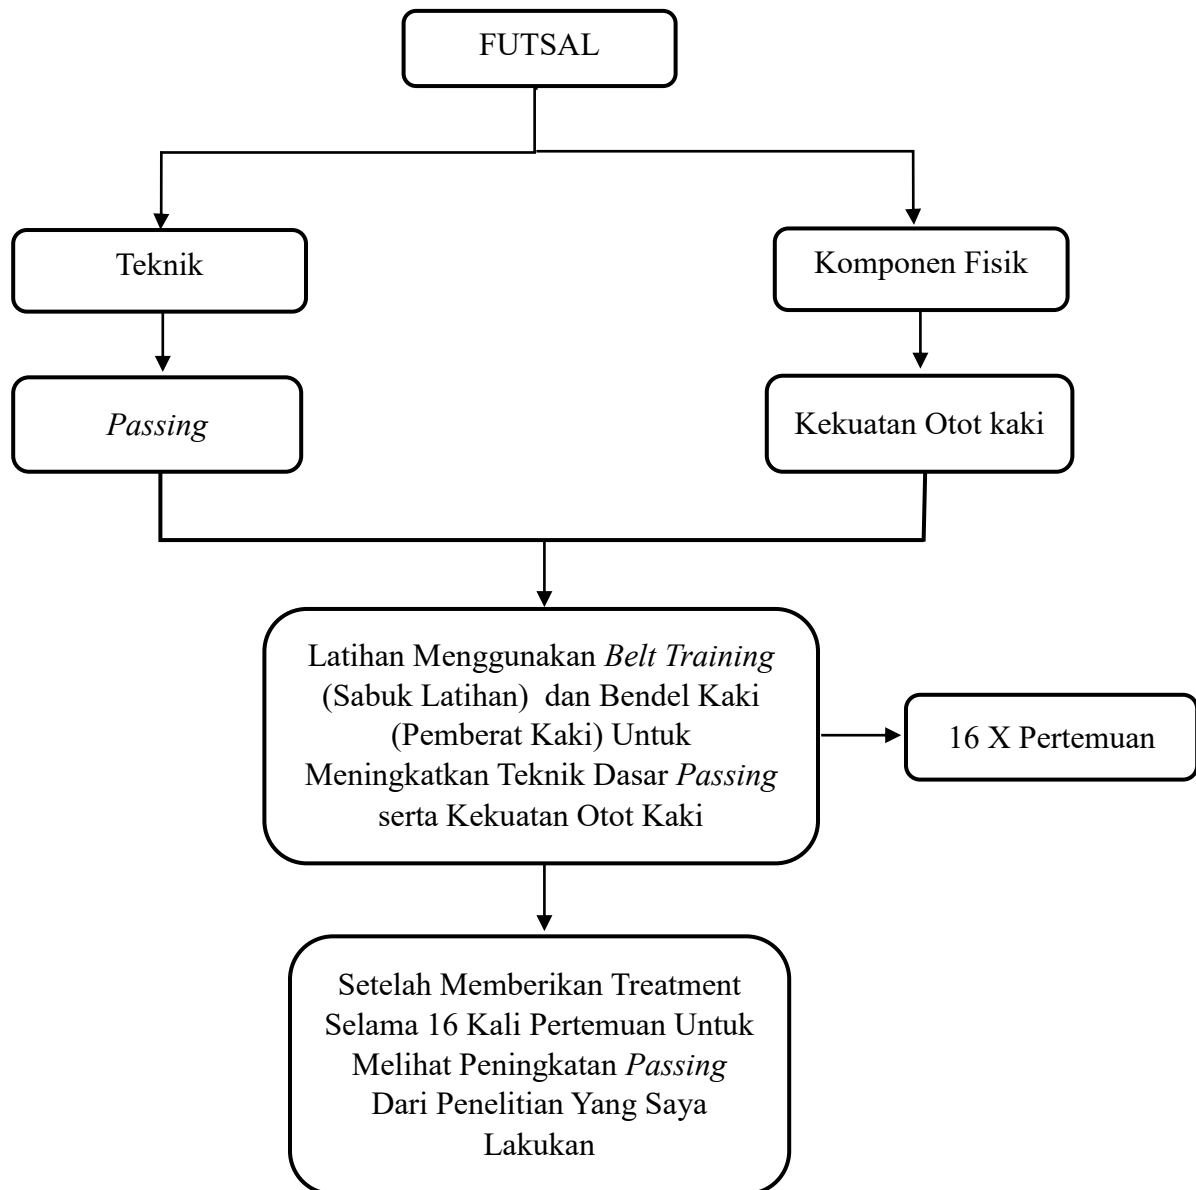 FUTSAL
Teknik
Komponen Fisik
Passing
Kekuatan Otot kaki
Latihan Menggunakan Belt Training
(Sabuk Latihan) dan Bendel Kaki
(Pemberat Kaki) Untuk
Meningkatkan Teknik Dasar Passing
serta Kekuatan Otot Kaki
16 X Pertemuan
Setelah Memberikan Treatment
Selama 16 Kali Pertemuan Untuk
Melihat Peningkatan Passing
Dari Penelitian Yang Saya
Lakukan